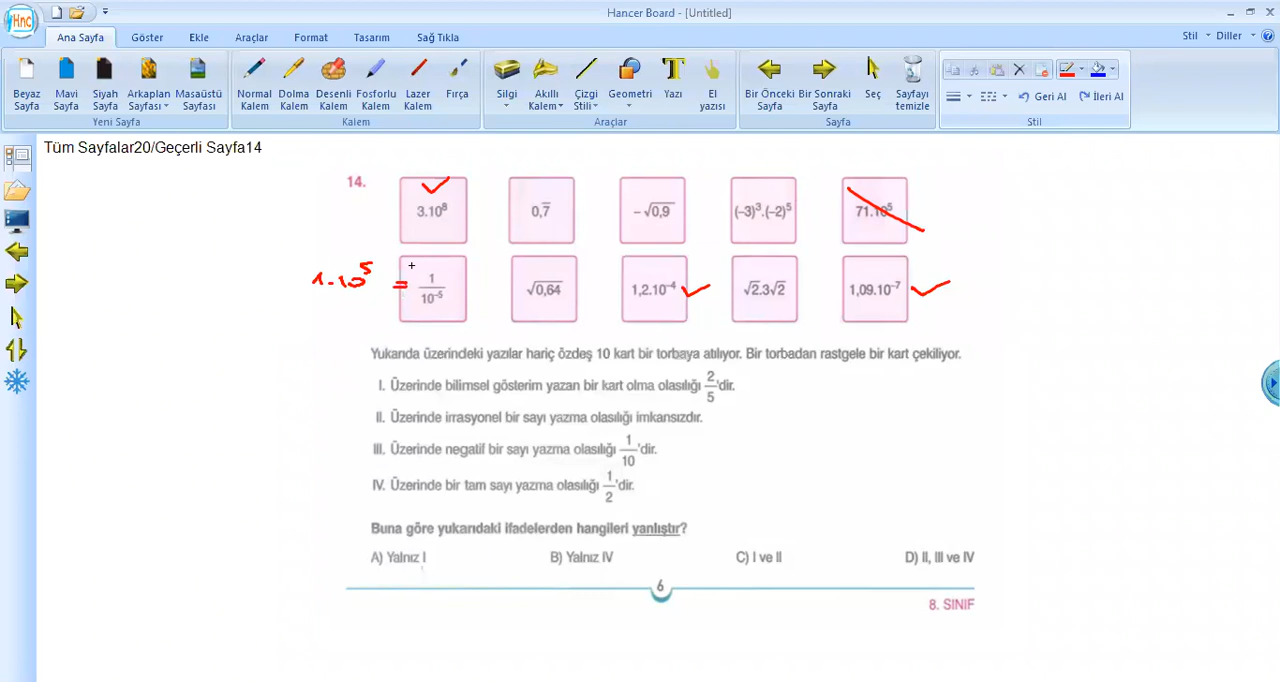 Hnc
Hancer Board - [Untitled]
Ana Sayfa Göster Ekle Araçlar Format Tasarım Sağ Tıkla Stil Diller
Beyaz Sayfa Mavi Sayfa Siyah Sayfa Arkaplan Sayfası Masaüstü Sayfası
Normal Kalem Dolma Kalem Desenli Kalem Fosforlu Kalem Lazer Kalem Fırça
Silgi Akıllı Kalem Çizgi Stili Geometri Yazı El yazısı
Bir Önceki Sayfa Bir Sonraki Sayfa Seç Sayfayı temizle
Geri Al İleri Al
Yeni Sayfa Kalem Araçlar Sayfa Stil
Tüm Sayfalar20/Geçerli Sayfa14
14.
3.10⁸ 0,7̅ −√0,9 (−3)³.(−2)⁵ 71.10⁵
1.10⁵ = 1/10⁻⁵ √0,64 1,2.10⁻⁴ √2.3√2 1,09.10⁻⁷
Yukarıda üzerindeki yazılar hariç özdeş 10 kart bir torbaya atılıyor. Bir torbadan rastgele bir kart çekiliyor.
I. Üzerinde bilimsel gösterim yazan bir kart olma olasılığı 2/5'dir.
II. Üzerinde irrasyonel bir sayı yazma olasılığı imkansızdır.
III. Üzerinde negatif bir sayı yazma olasılığı 1/10'dir.
IV. Üzerinde bir tam sayı yazma olasılığı 1/2'dir.
Buna göre yukarıdaki ifadelerden hangileri yanlıştır?
A) Yalnız I B) Yalnız IV C) I ve II D) II, III ve IV
6
8. SINIF